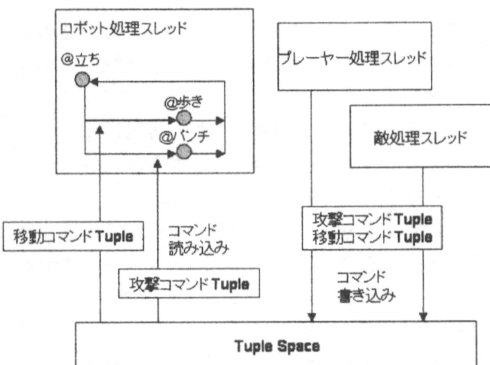 ロボット処理スレッド
@立ち
@歩き
@パンチ
プレーヤー処理スレッド
敵処理スレッド
移動コマンドTuple
コマンド
読み込み
攻撃コマンドTuple
攻撃コマンドTuple
移動コマンドTuple
コマンド
書き込み
Tuple Space